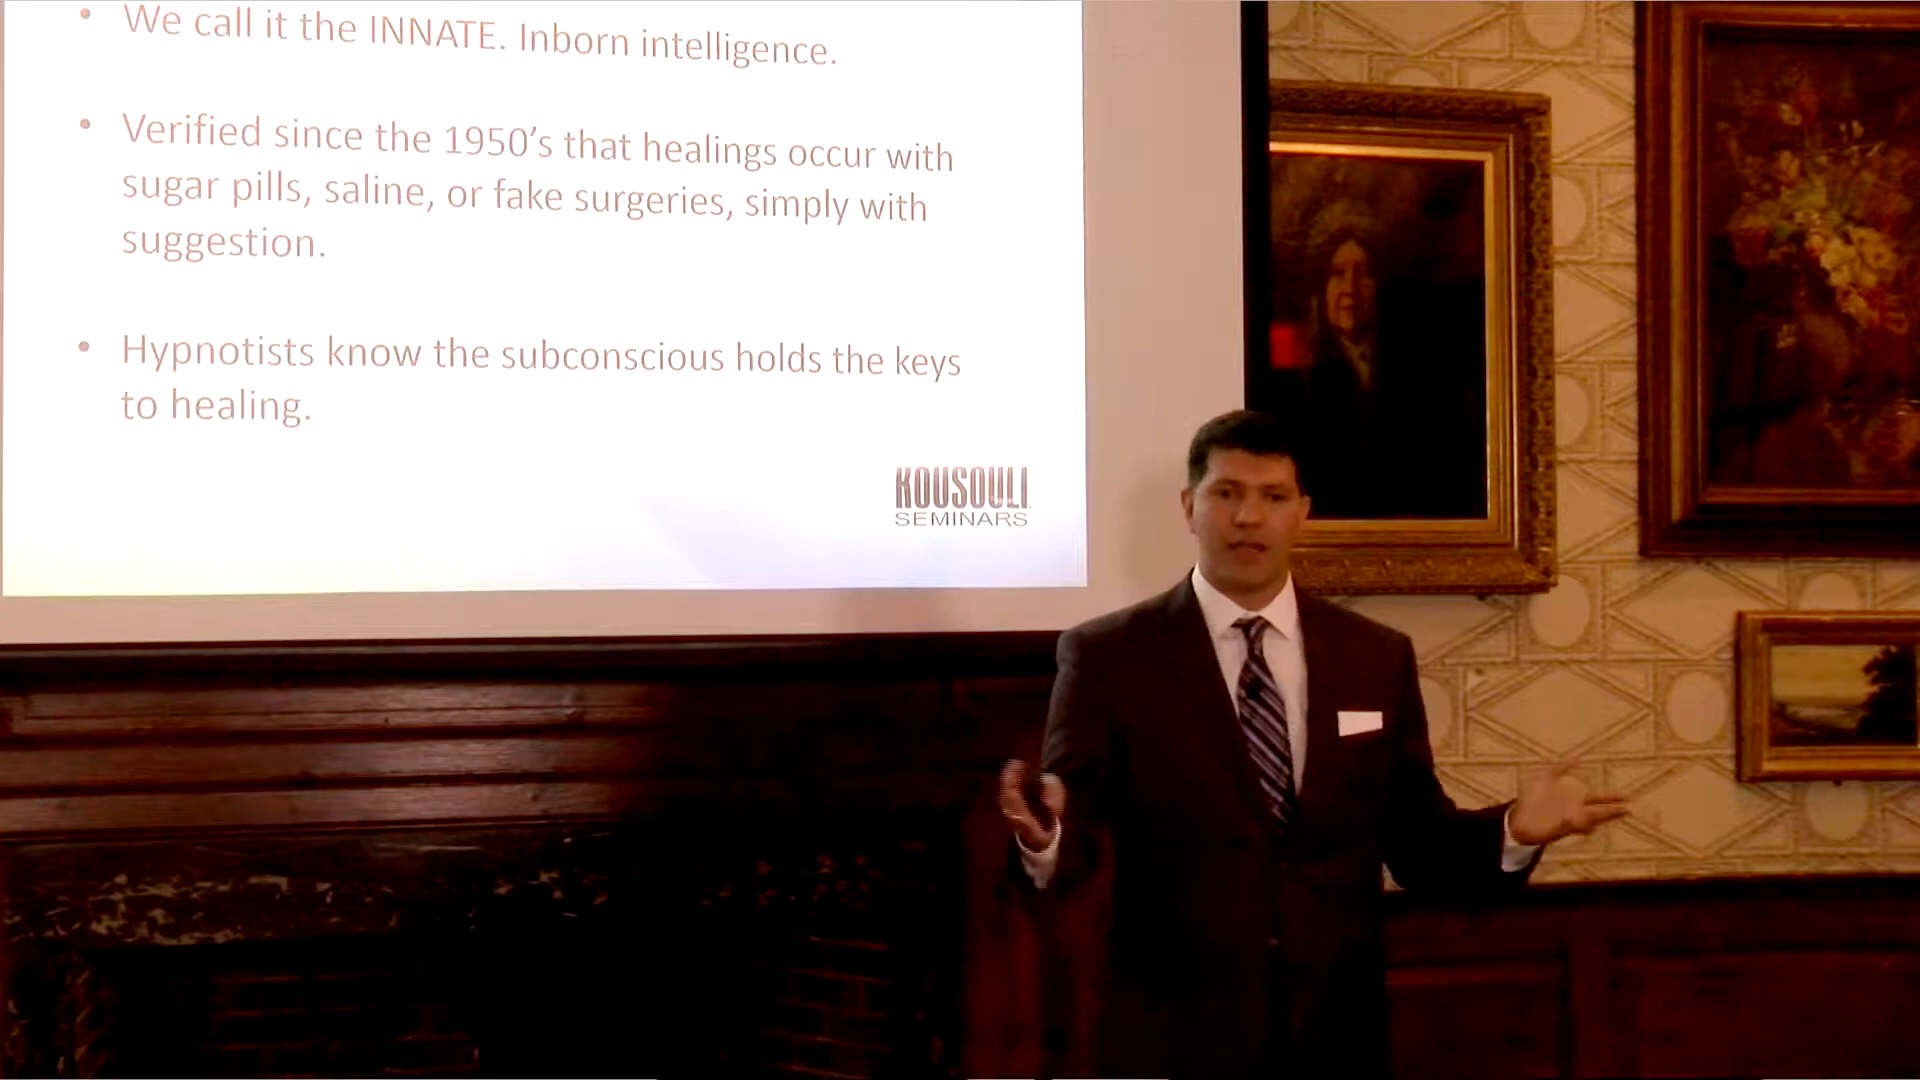 • We call it the INNATE. Inborn intelligence.
• Verified since the 1950's that healings occur with
sugar pills, saline, or fake surgeries, simply with
suggestion.
• Hypnotists know the subconscious holds the keys
to healing.
KOUSOULI
SEMINARS